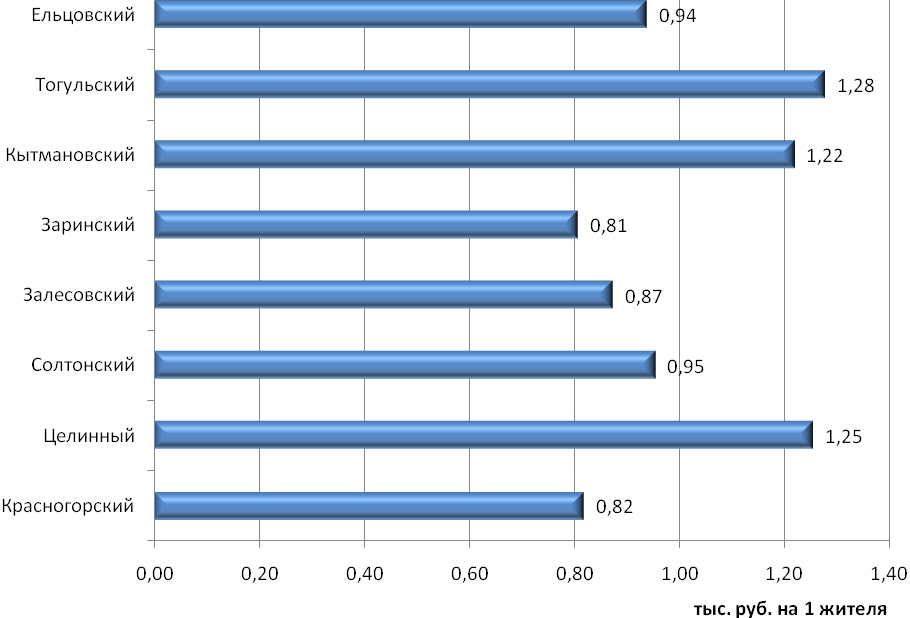 Ельцовский 0,94
Тогульский 1,28
Кытмановский 1,22
Заринский 0,81
Залесовский 0,87
Солтонский 0,95
Целинный 1,25
Красногорский 0,82
0,00 0,20 0,40 0,60 0,80 1,00 1,20 1,40
тыс. руб. на 1 жителя